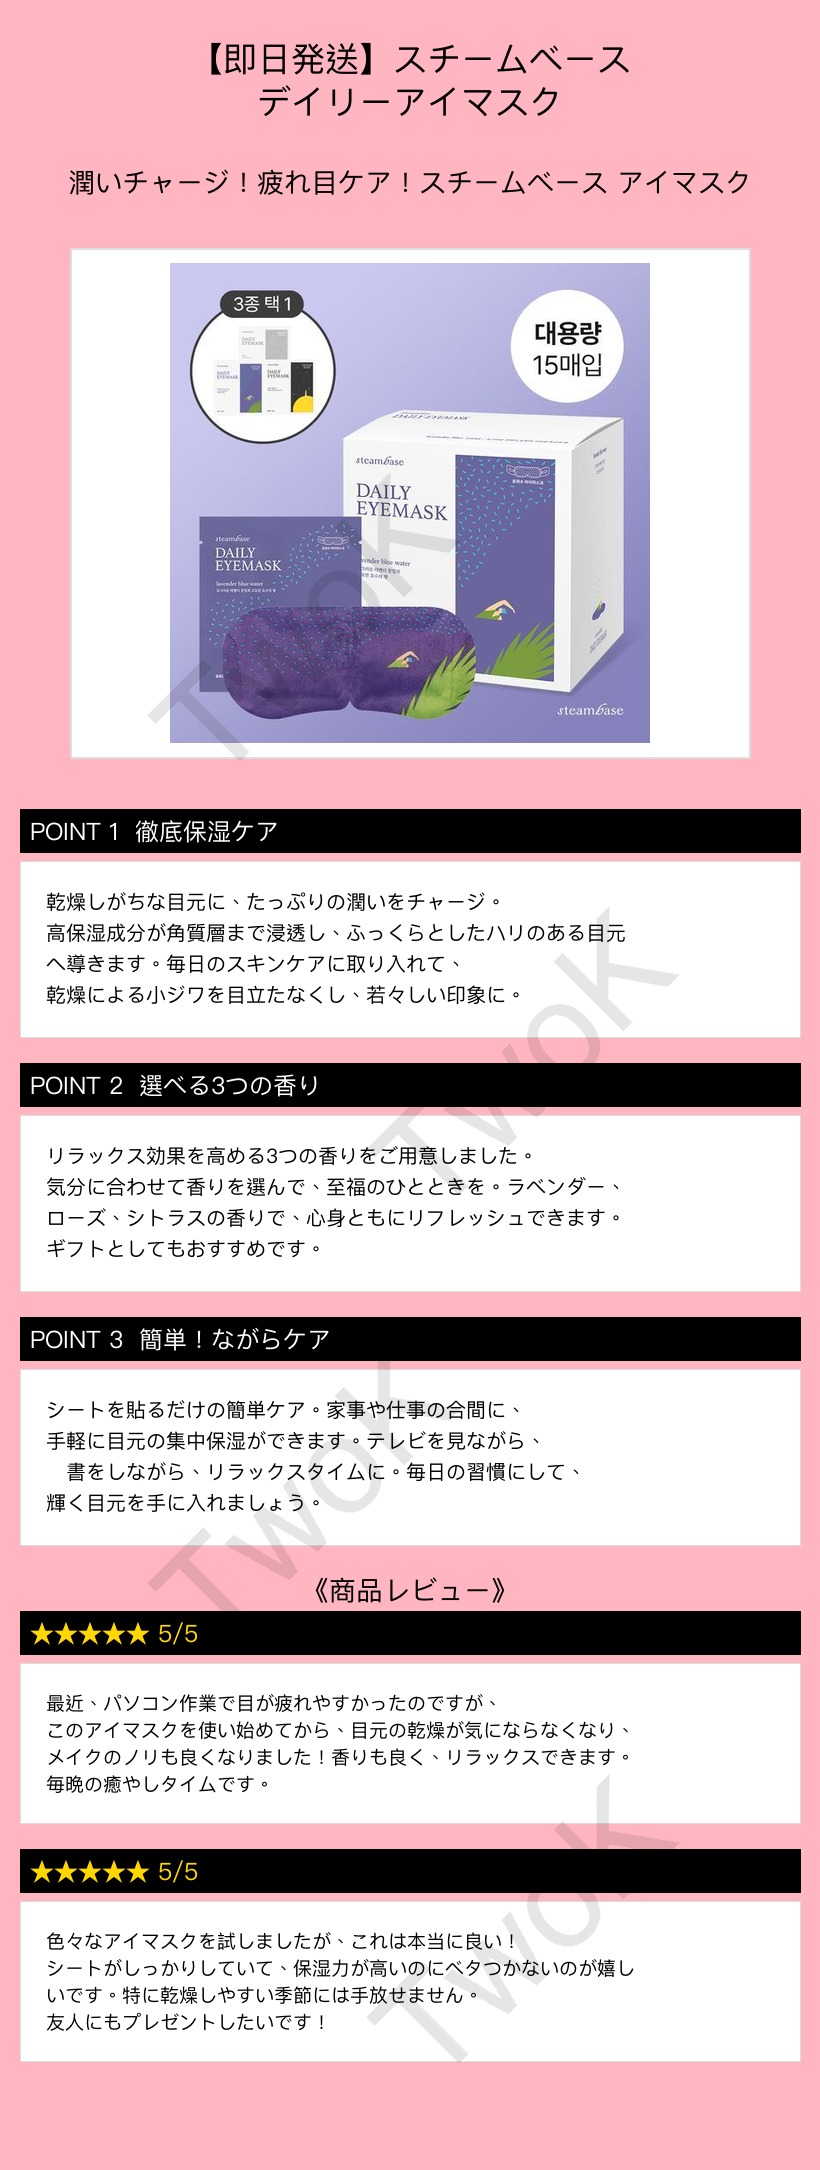 【即日発送】スチームベース
デイリーアイマスク
潤いチャージ！疲れ目ケア！スチームベース アイマスク
3종 택1
대용량
15매입
DAILY EYEMASK
steambase
DAILY
EYEMASK
온찜수 아이마스크
steambase
DAILY
EYEMASK
lavender blue water
steambase
POINT 1 徹底保湿ケア
乾燥しがちな目元に、たっぷりの潤いをチャージ。
高保湿成分が角質層まで浸透し、ふっくらとしたハリのある目元
へ導きます。毎日のスキンケアに取り入れて、
乾燥による小ジワを目立たなくし、若々しい印象に。
POINT 2 選べる3つの香り
リラックス効果を高める3つの香りをご用意しました。
気分に合わせて香りを選んで、至福のひとときを。ラベンダー、
ローズ、シトラスの香りで、心身ともにリフレッシュできます。
ギフトとしてもおすすめです。
POINT 3 簡単！ながらケア
シートを貼るだけの簡単ケア。家事や仕事の合間に、
手軽に目元の集中保湿ができます。テレビを見ながら、
書をしながら、リラックスタイムに。毎日の習慣にして、
輝く目元を手に入れましょう。
《商品レビュー》
★★★★★ 5/5
最近、パソコン作業で目が疲れやすかったのですが、
このアイマスクを使い始めてから、目元の乾燥が気にならなくなり、
メイクのノリも良くなりました！香りも良く、リラックスできます。
毎晩の癒やしタイムです。
★★★★★ 5/5
色々なアイマスクを試しましたが、これは本当に良い！
シートがしっかりしていて、保湿力が高いのにベタつかないのが嬉し
いです。特に乾燥しやすい季節には手放せません。
友人にもプレゼントしたいです！
TwoK
TwoK
TwoK
TwoK